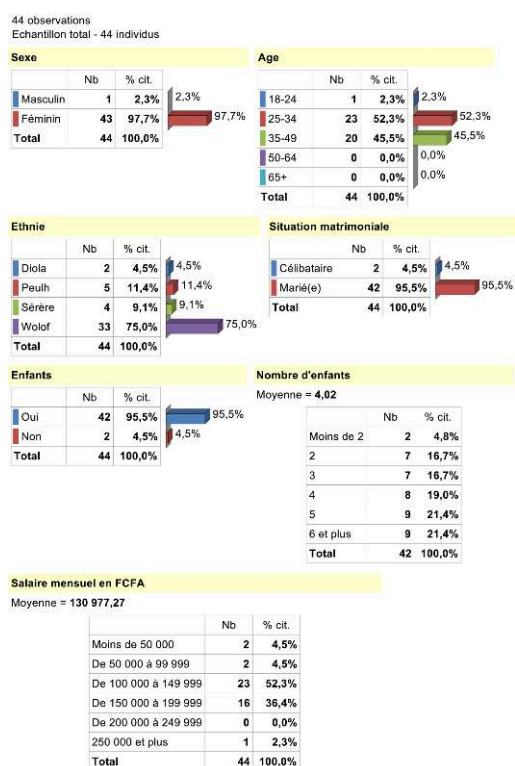 44 observations
Echantillon total - 44 individus
Sexe
Nb % cit.
Masculin 1 2,3% 2,3%
Féminin 43 97,7% 97,7%
Total 44 100,0%
Age
Nb % cit.
18-24 1 2,3% 2,3%
25-34 23 52,3% 52,3%
35-49 20 45,5% 45,5%
50-64 0 0,0% 0,0%
65+ 0 0,0% 0,0%
Total 44 100,0%
Ethnie
Nb % cit.
Diola 2 4,5% 4,5%
Peulh 5 11,4% 11,4%
Sérère 4 9,1% 9,1%
Wolof 33 75,0% 75,0%
Total 44 100,0%
Situation matrimoniale
Nb % cit.
Célibataire 2 4,5% 4,5%
Marié(e) 42 95,5% 95,5%
Total 44 100,0%
Enfants
Nb % cit.
Oui 42 95,5% 95,5%
Non 2 4,5% 4,5%
Total 44 100,0%
Nombre d'enfants
Moyenne = 4,02
Nb % cit.
Moins de 2 2 4,8%
2 7 16,7%
3 7 16,7%
4 8 19,0%
5 9 21,4%
6 et plus 9 21,4%
Total 42 100,0%
Salaire mensuel en FCFA
Moyenne = 130 977,27
Nb % cit.
Moins de 50 000 2 4,5%
De 50 000 à 99 999 2 4,5%
De 100 000 à 149 999 23 52,3%
De 150 000 à 199 999 16 36,4%
De 200 000 à 249 999 0 0,0%
250 000 et plus 1 2,3%
Total 44 100,0%